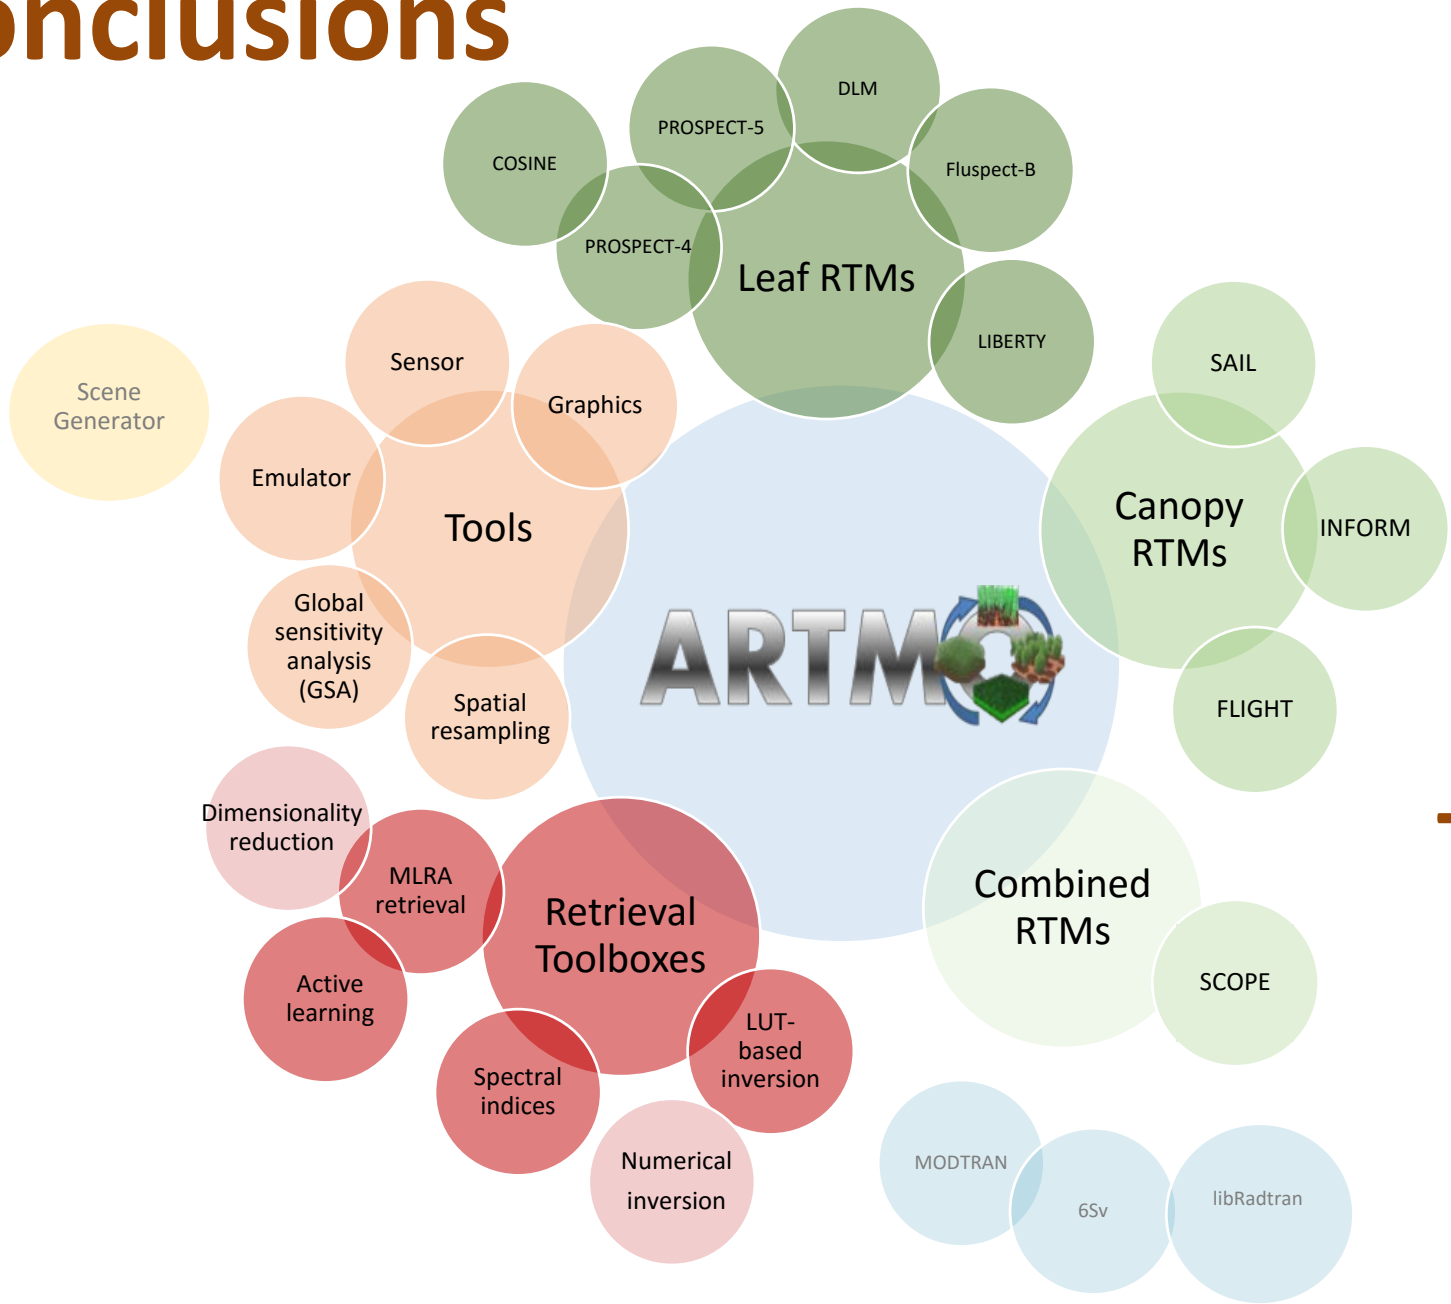 onclusions
DLM
PROSPECT-5
COSINE
Fluspect-B
PROSPECT-4
Leaf RTMs
LIBERTY
Sensor
Graphics
Scene
Generator
Emulator
Tools
Global
sensitivity
analysis
(GSA)
Spatial
resampling
SAIL
Canopy
RTMs
INFORM
FLIGHT
ARTMO
Dimensionality
reduction
MLRA
retrieval
Retrieval
Toolboxes
Active
learning
Spectral
indices
LUT-
based
inversion
Numerical
inversion
Combined
RTMs
SCOPE
MODTRAN
6Sv
libRadtran